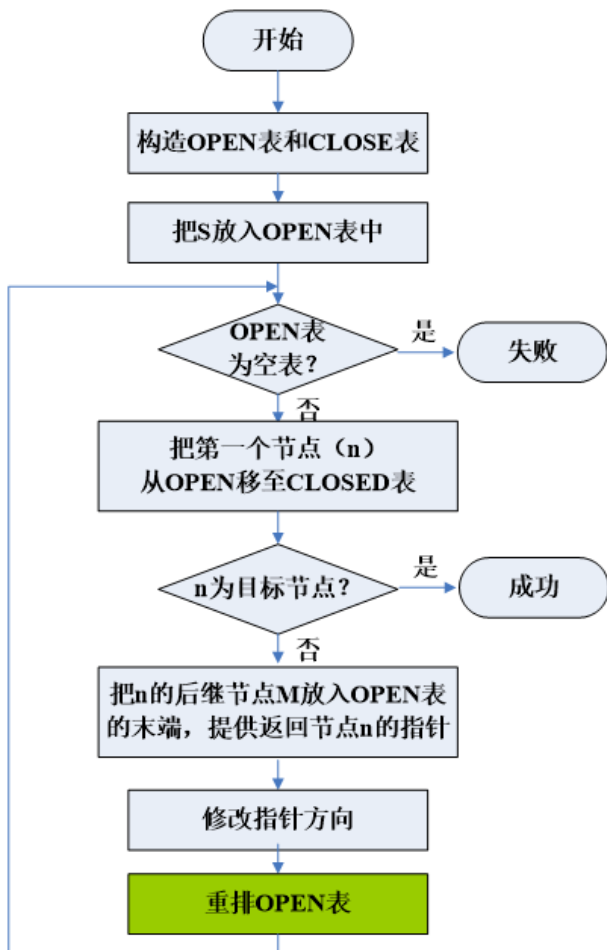 开始
构造OPEN表和CLOSE表
把S放入OPEN表中
OPEN表
为空表？
是
失败
否
把第一个节点（n）
从OPEN移至CLOSED表
n为目标节点？
是
成功
否
把n的后继节点M放入OPEN表
的末端，提供返回节点n的指针
修改指针方向
重排OPEN表